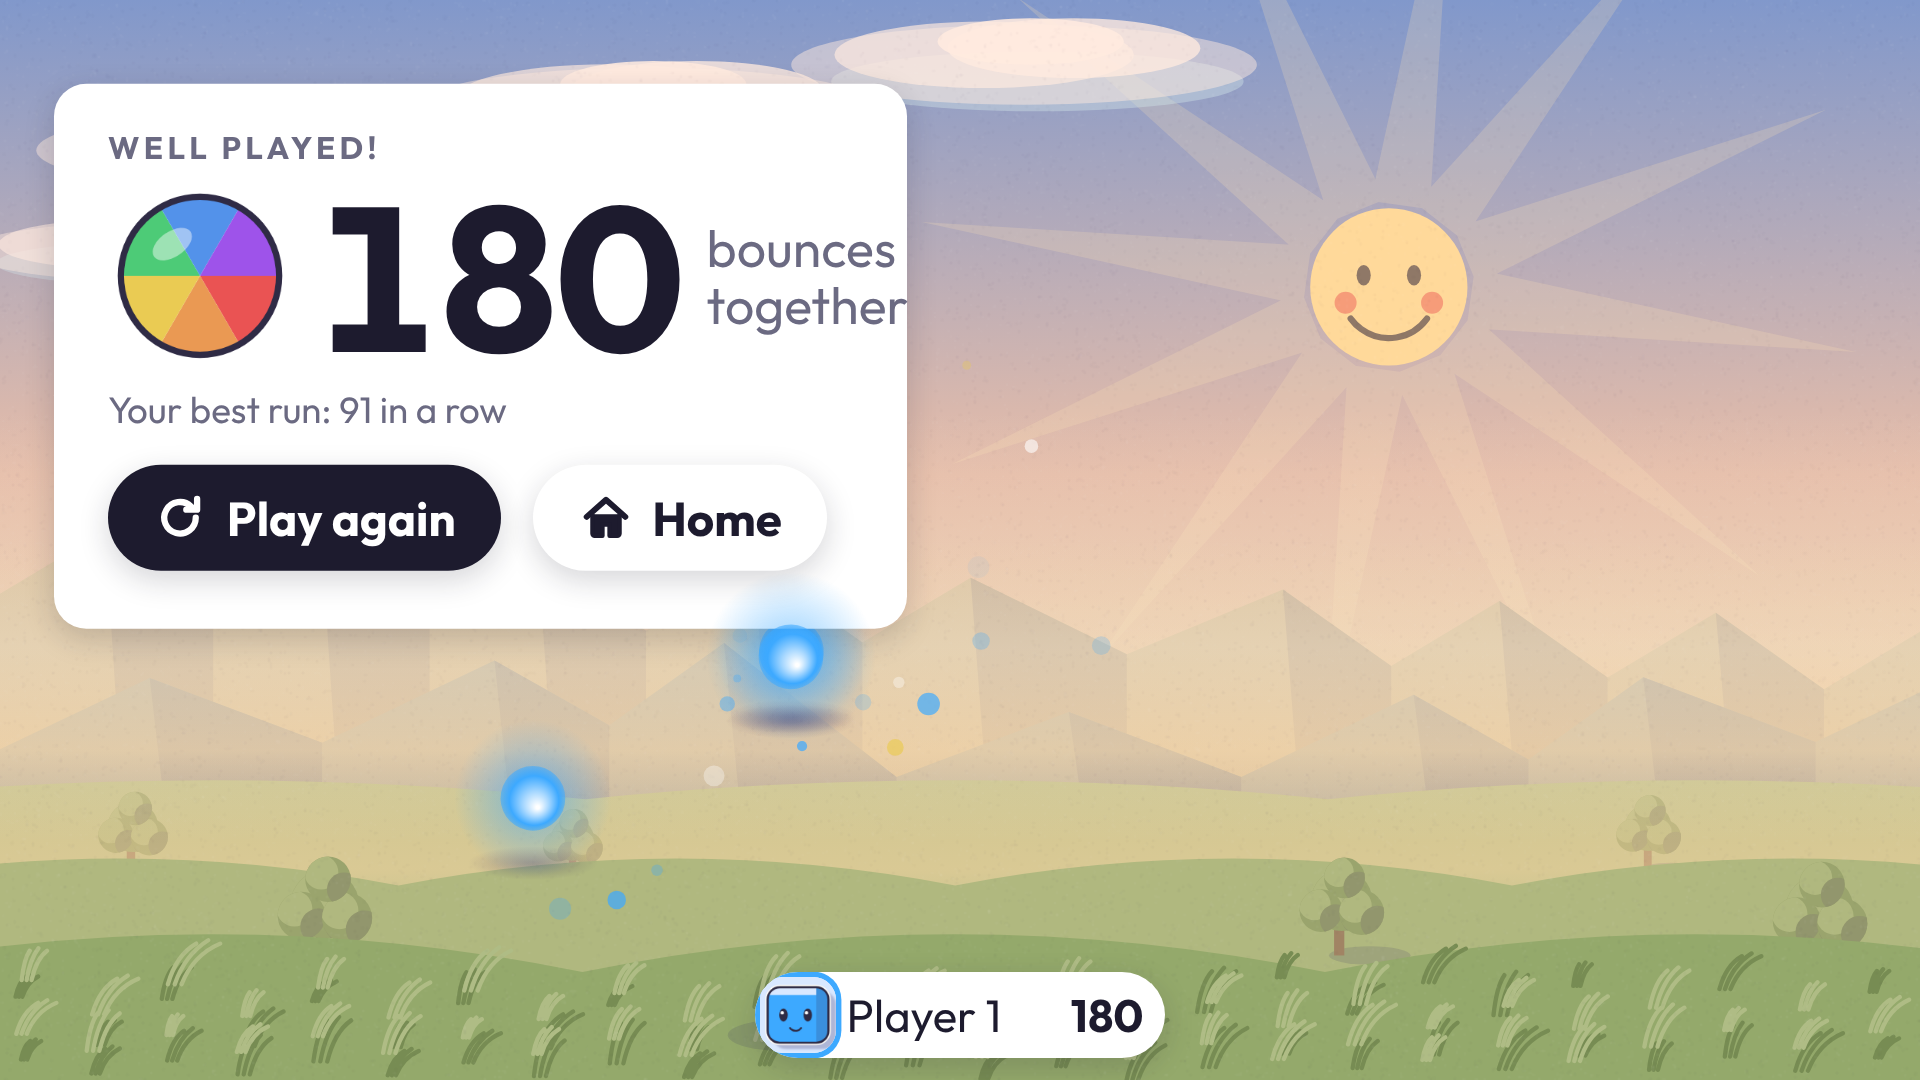 WELL PLAYED!
180 bounces
together
Your best run: 91 in a row
Play again
Home
Player 1 180